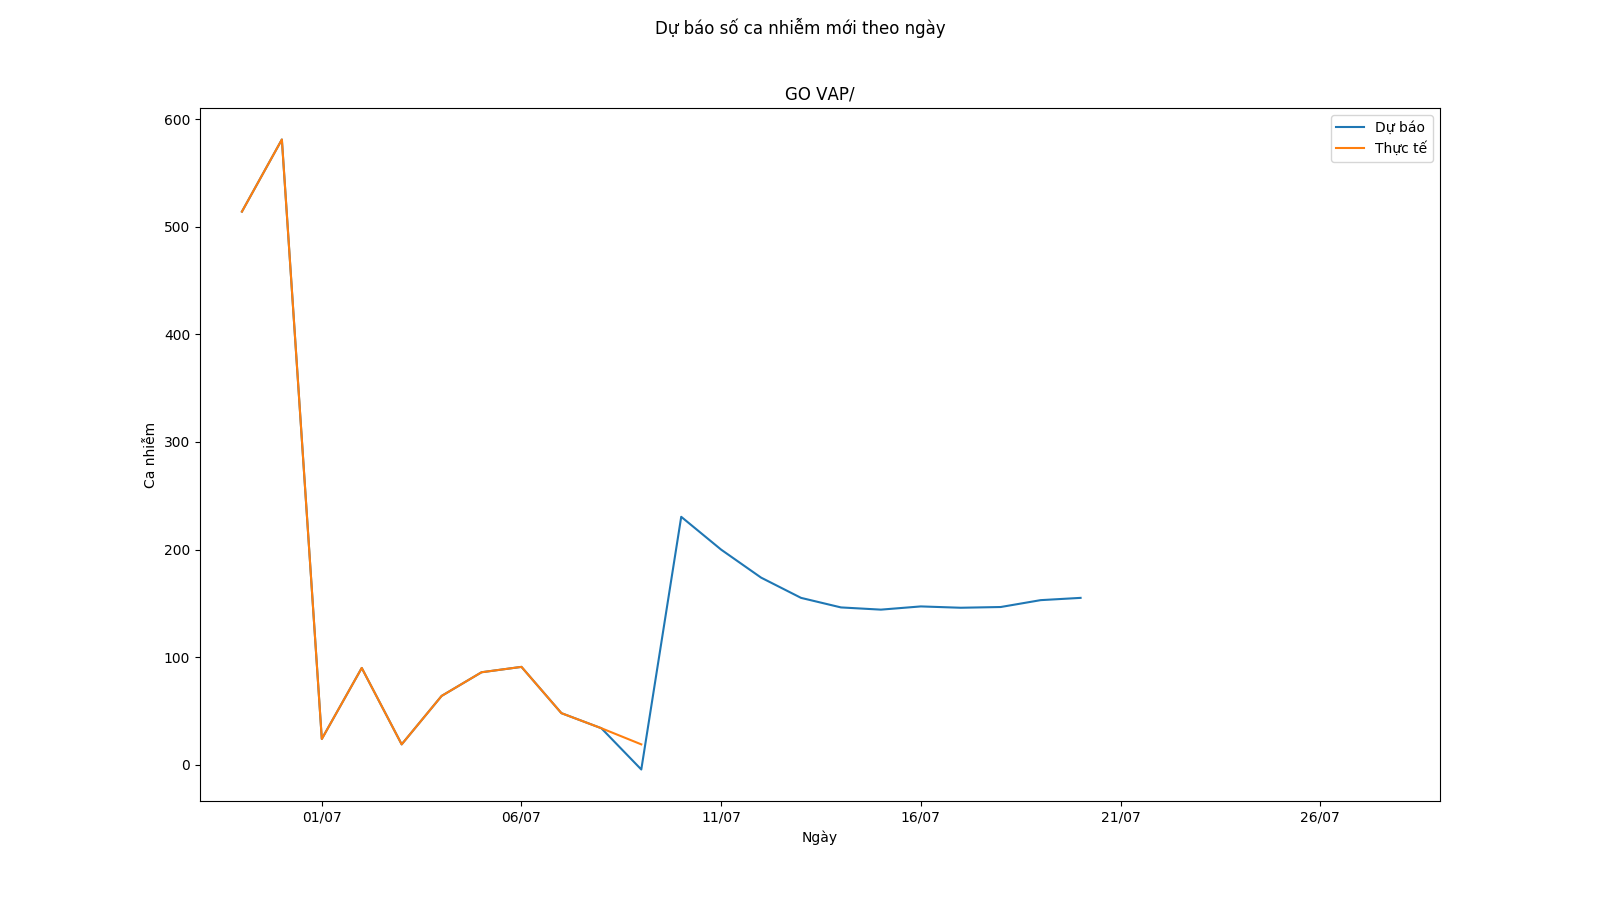 Dự báo số ca nhiễm mới theo ngày
GO VAP/
Dự báo
Thực tế
600
500
400
300
200
100
0
Ca nhiễm
01/07
06/07
11/07
16/07
21/07
26/07
Ngày